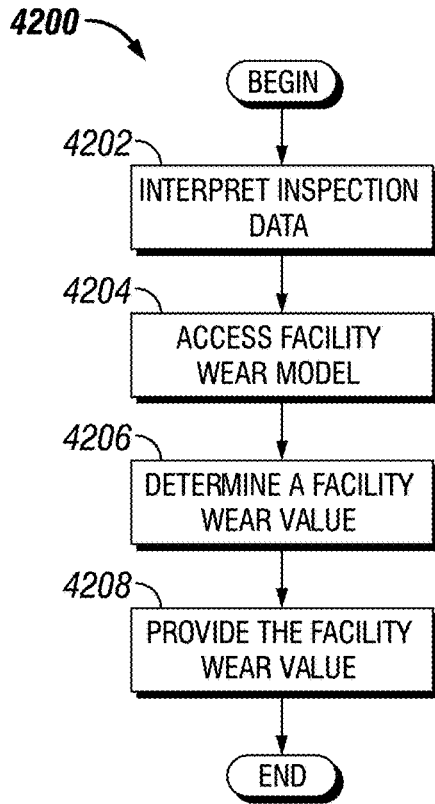 4200
BEGIN
4202
INTERPRET INSPECTION
DATA
4204
ACCESS FACILITY
WEAR MODEL
4206
DETERMINE A FACILITY
WEAR VALUE
4208
PROVIDE THE FACILITY
WEAR VALUE
END